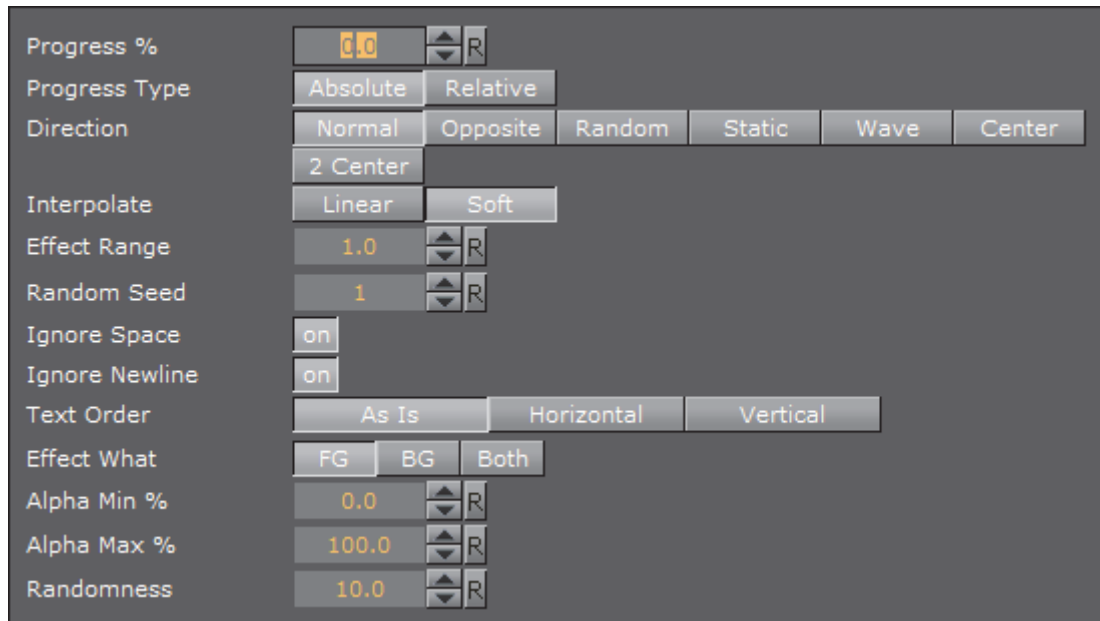 Progress % 0.0 R
Progress Type Absolute Relative
Direction Normal Opposite Random Static Wave Center
2 Center
Interpolate Linear Soft
Effect Range 1.0 R
Random Seed 1 R
Ignore Space on
Ignore Newline on
Text Order As Is Horizontal Vertical
Effect What FG BG Both
Alpha Min % 0.0 R
Alpha Max % 100.0 R
Randomness 10.0 R